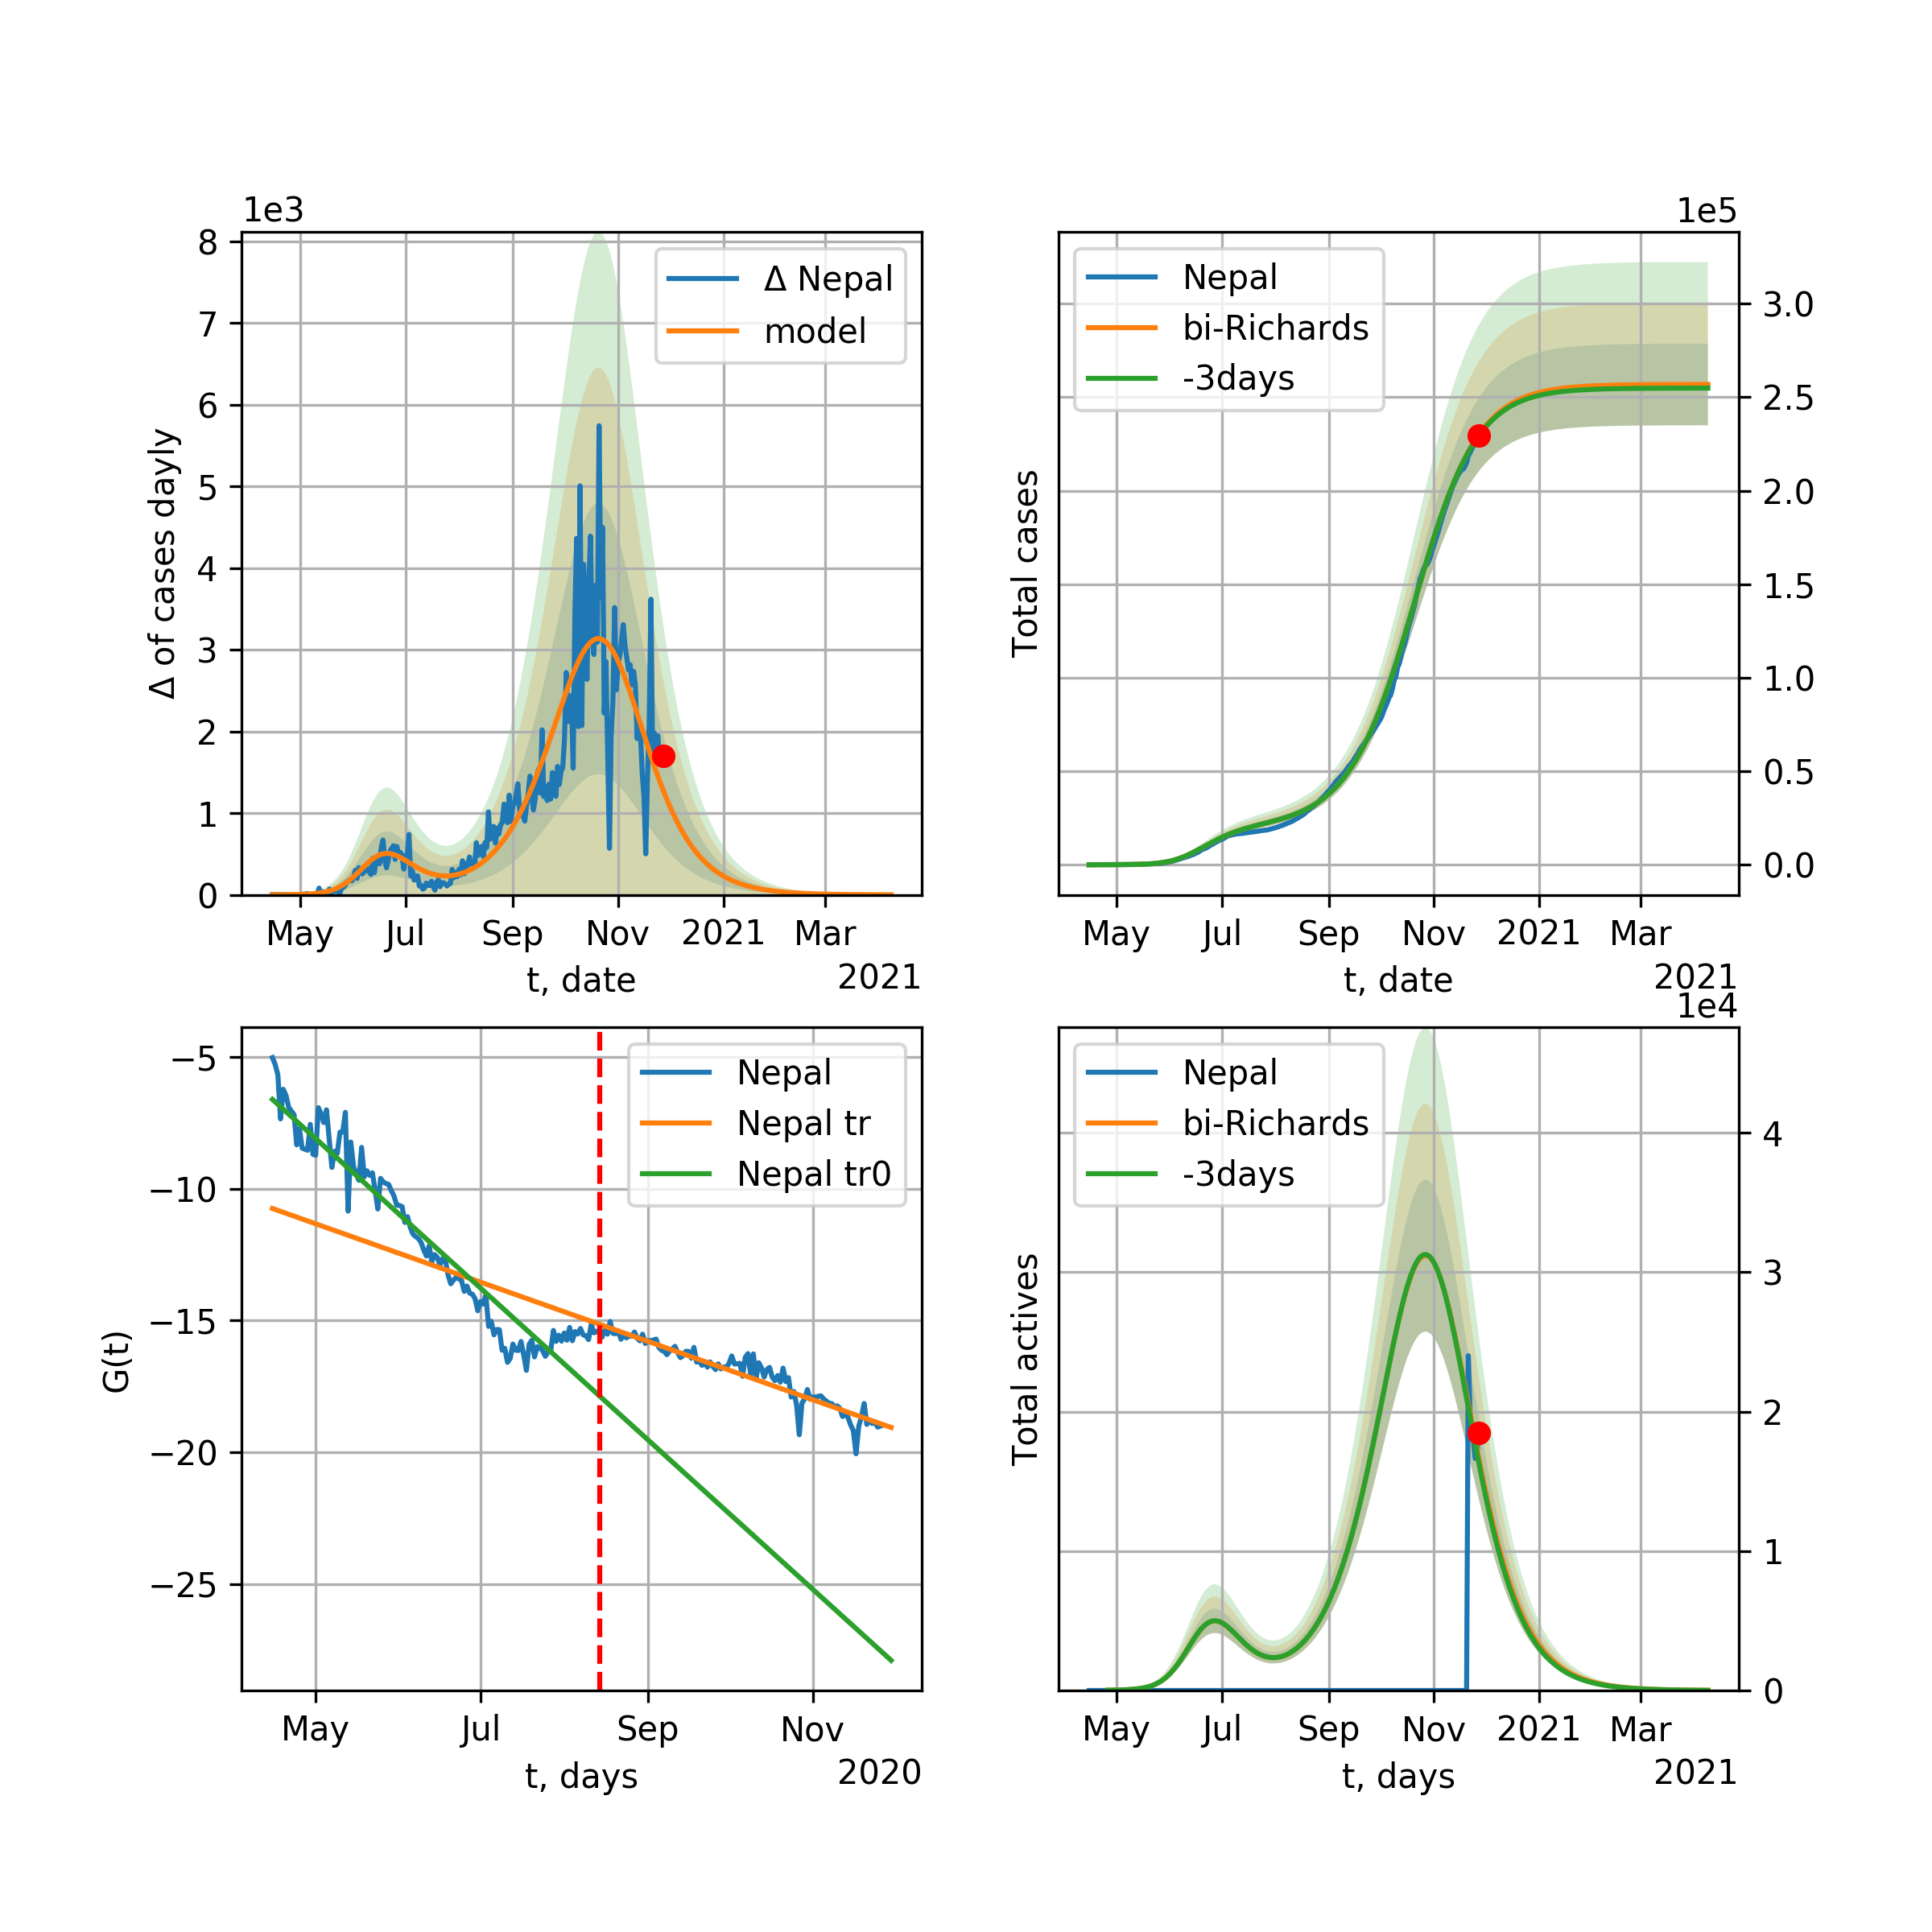 1e3
8
7
6
5
4
3
2
1
0
Δ of cases dayly
Δ Nepal
model
May Jul Sep Nov 2021 Mar
t, date
2021
1e5
Nepal
bi-Richards
-3days
3.0
2.5
2.0
1.5
1.0
0.5
0.0
Total cases
May Jul Sep Nov 2021 Mar
t, date
2021
−5
−10
−15
−20
−25
G(t)
Nepal
Nepal tr
Nepal tr0
May Jul Sep Nov
t, days
2020
1e4
Nepal
bi-Richards
-3days
4
3
2
1
0
Total actives
May Jul Sep Nov 2021 Mar
t, days
2021